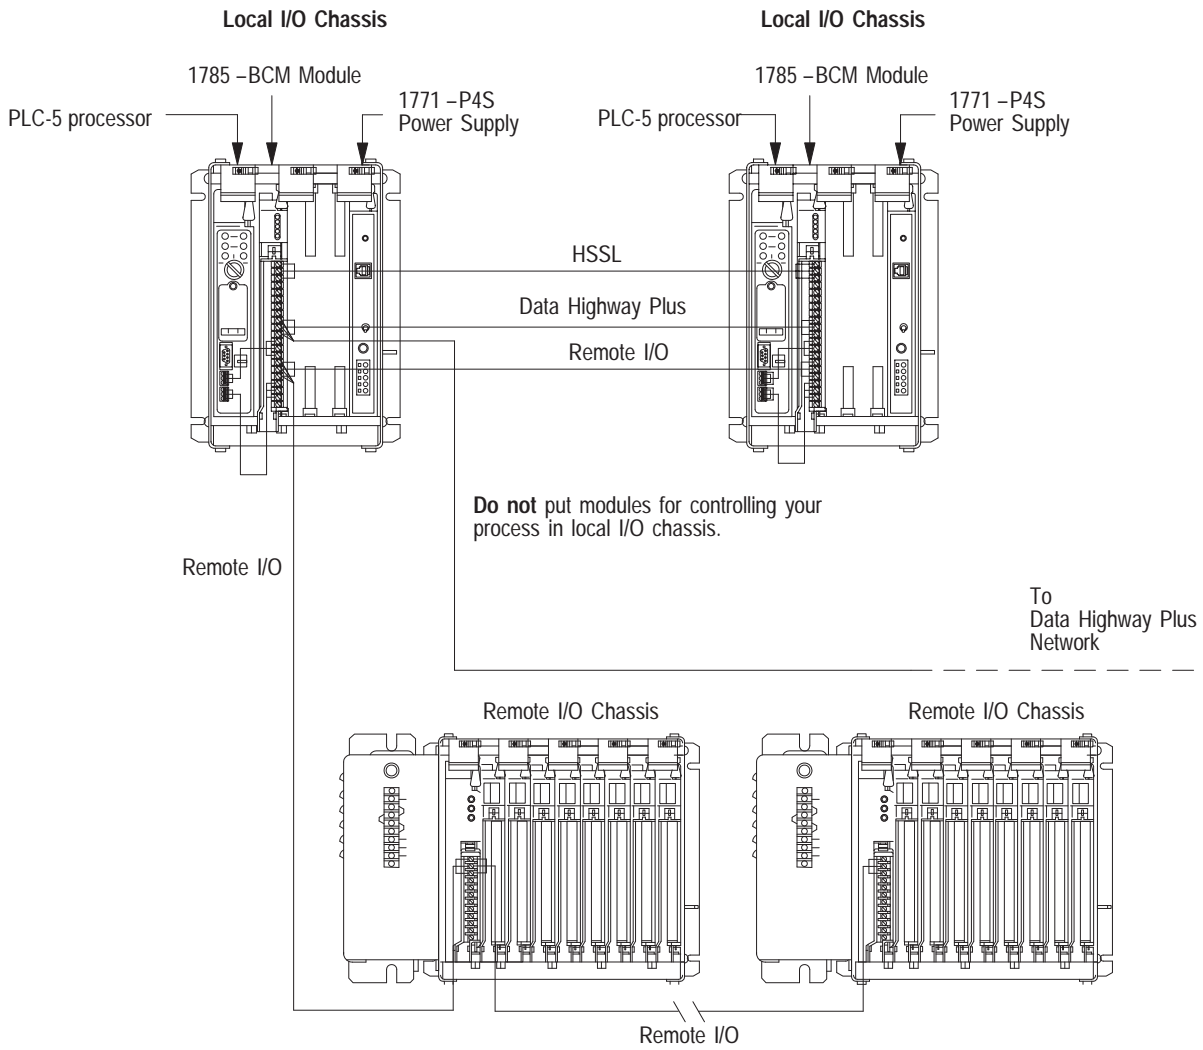 Local I/O Chassis
Local I/O Chassis
1785 –BCM Module
1771 –P4S
Power Supply
PLC-5 processor
1785 –BCM Module
1771 –P4S
Power Supply
PLC-5 processor
HSSL
Data Highway Plus
Remote I/O
Do not put modules for controlling your
process in local I/O chassis.
Remote I/O
To
Data Highway Plus
Network
Remote I/O Chassis
Remote I/O Chassis
Remote I/O